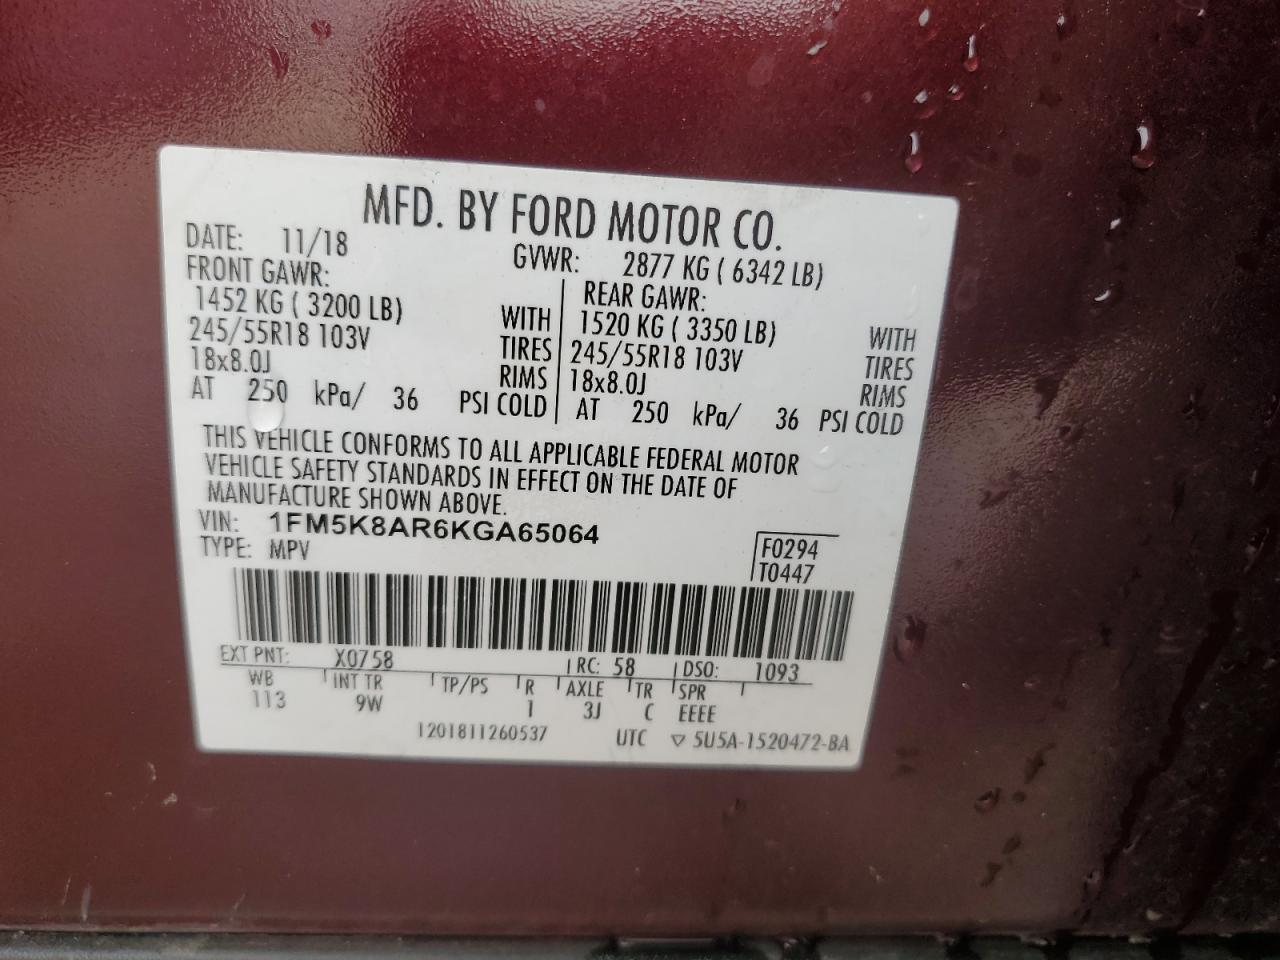 MFD. BY FORD MOTOR CO.
DATE: 11/18 GVWR: 2877 KG ( 6342 LB)
FRONT GAWR: REAR GAWR:
1452 KG ( 3200 LB) WITH 1520 KG ( 3350 LB) WITH
245/55R18 103V TIRES 245/55R18 103V TIRES
18x8.0J RIMS 18x8.0J RIMS
AT 250 kPa/ 36 PSI COLD AT 250 kPa/ 36 PSI COLD
THIS VEHICLE CONFORMS TO ALL APPLICABLE FEDERAL MOTOR
VEHICLE SAFETY STANDARDS IN EFFECT ON THE DATE OF
MANUFACTURE SHOWN ABOVE.
VIN: 1FM5K8AR6KGA65064
TYPE: MPV
F0294
T0447
EXT PNT: X0758 RC: 58 DSO: 1093
WB INT TR TP/PS R AXLE TR SPR
113 9W 1 3J C EEEE
1201811260537 UTC ▽ 5U5A-1520472-BA